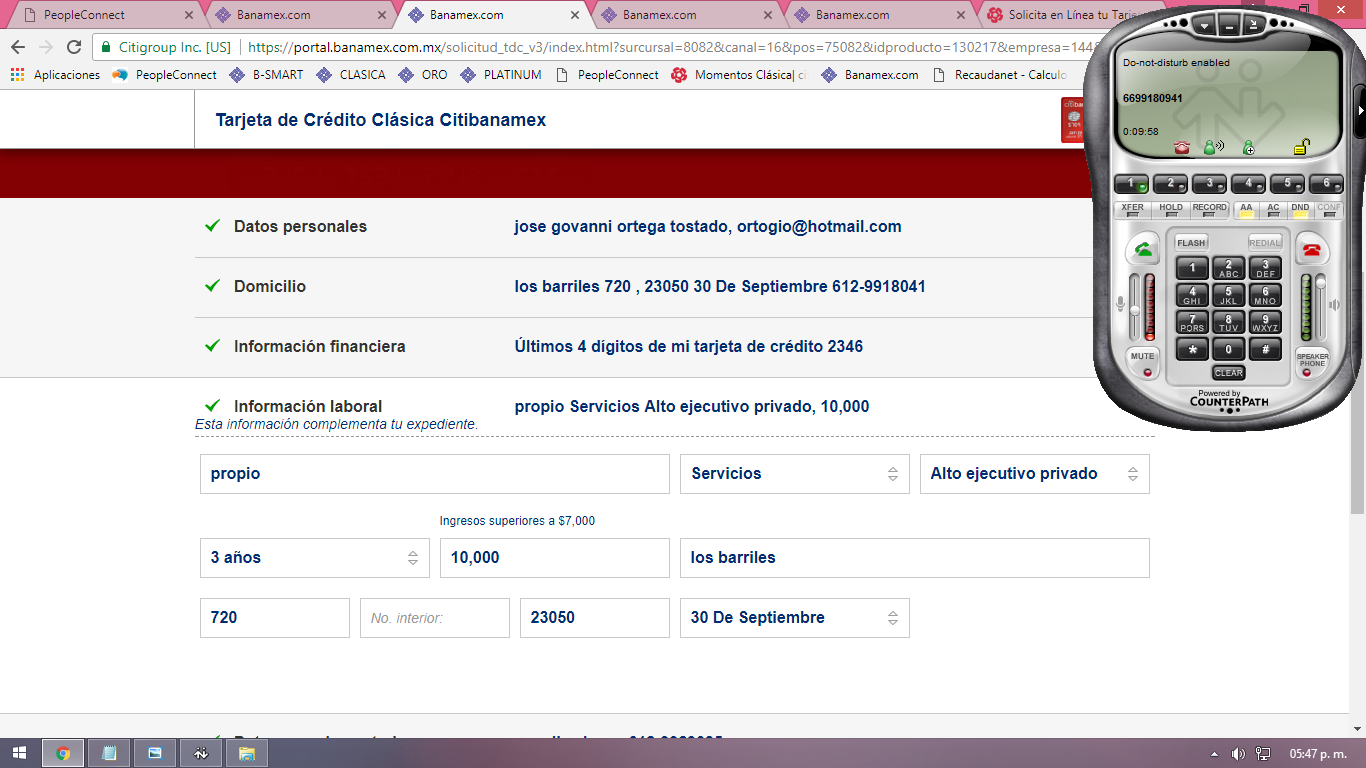 PeopleConnect
Banamex.com
Banamex.com
Banamex.com
Banamex.com
Solicita en Línea tu Tarje
Citigroup Inc. [US] https://portal.banamex.com.mx/solicitud_tdc_v3/index.html?sursursal=8082&canal=16&pos=75082&idproducto=130217&empresa=1448
Aplicaciones PeopleConnect B-SMART CLASICA ORO PLATINUM PeopleConnect Momentos Clásica| ci Banamex.com Recaudanet - Calculo
Tarjeta de Crédito Clásica Citibanamex
Datos personales jose govanni ortega tostado, ortogio@hotmail.com
Domicilio los barriles 720 , 23050 30 De Septiembre 612-9918041
Información financiera Últimos 4 dígitos de mi tarjeta de crédito 2346
Información laboral propio Servicios Alto ejecutivo privado, 10,000
Esta información complementa tu expediente.
propio Servicios Alto ejecutivo privado
Ingresos superiores a $7,000
3 años 10,000 los barriles
720 No. interior: 23050 30 De Septiembre
Do-not-disturb enabled
6699180941
0:09:58
1 2 3 4 5 6
XFER HOLD RECORD AA AC DND CONF
FLASH REDIAL
1 2 ABC 3 DEF
4 GHI 5 JKL 6 MNO
7 PQRS 8 TUV 9 WXYZ
* 0 #
MUTE CLEAR SPEAKER PHONE
Powered by
COUNTERPATH
05:47 p. m.